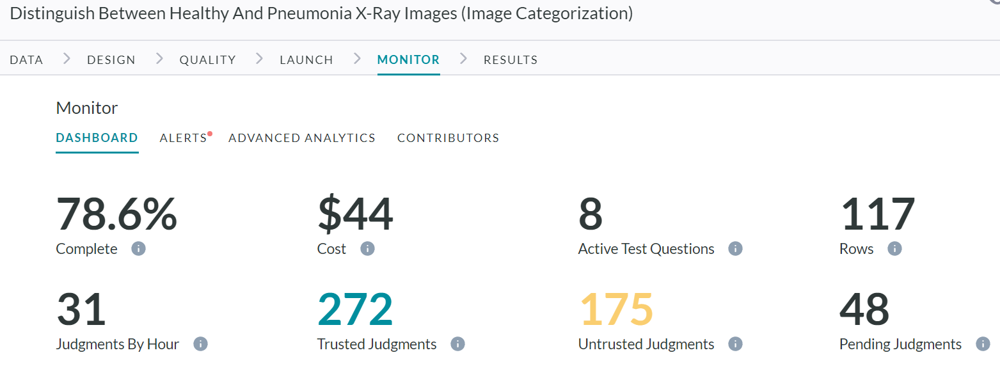 Distinguish Between Healthy And Pneumonia X-Ray Images (Image Categorization)
DATA > DESIGN > QUALITY > LAUNCH > MONITOR > RESULTS
Monitor
DASHBOARD ALERTS ADVANCED ANALYTICS CONTRIBUTORS
78.6% $44 8 117
Complete Cost Active Test Questions Rows
31 272 175 48
Judgments By Hour Trusted Judgments Untrusted Judgments Pending Judgments